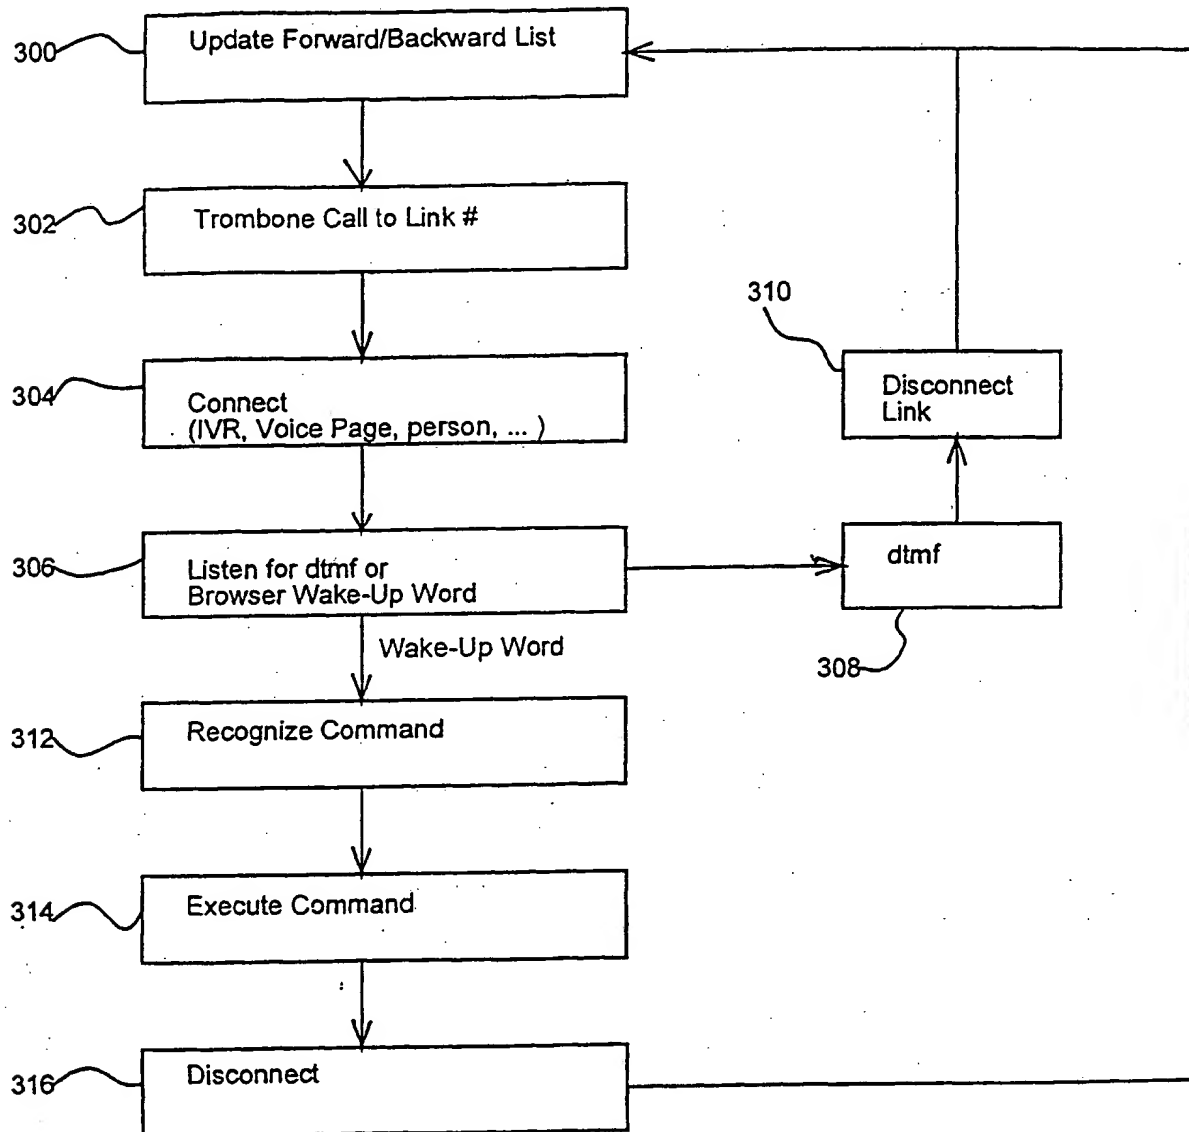 300
Update Forward/Backward List
302
Trombone Call to Link #
304
Connect
(IVR, Voice Page, person, ... )
306
Listen for dtmf or
Browser Wake-Up Word
Wake-Up Word
310
Disconnect
Link
dtmf
308
312
Recognize Command
314
Execute Command
316
Disconnect